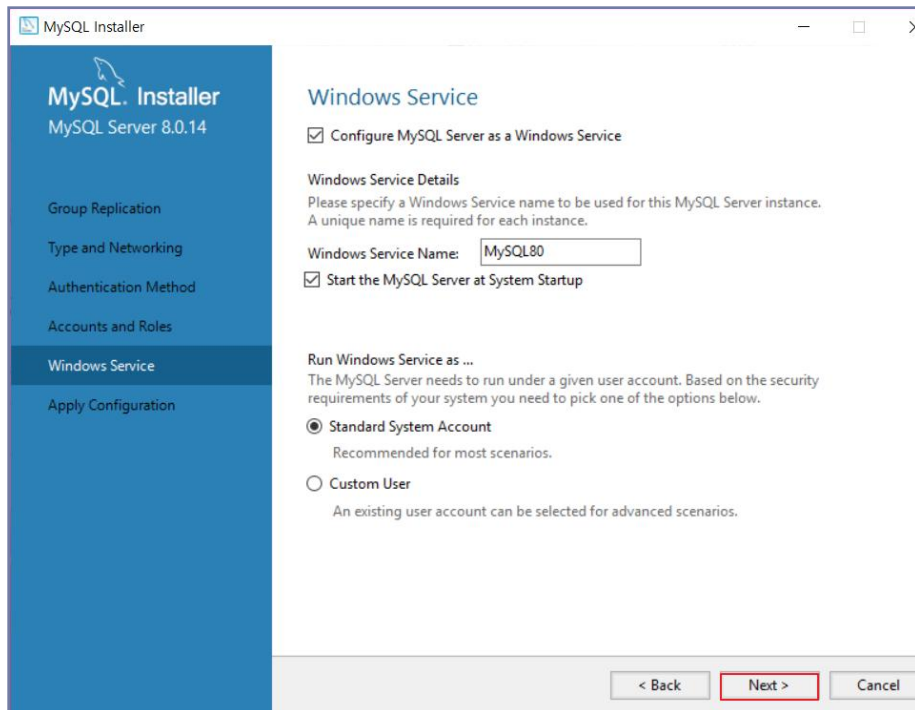 MySQL Installer
MySQL. Installer
MySQL Server 8.0.14
Group Replication
Type and Networking
Authentication Method
Accounts and Roles
Windows Service
Apply Configuration
Windows Service
Configure MySQL Server as a Windows Service
Windows Service Details
Please specify a Windows Service name to be used for this MySQL Server instance.
A unique name is required for each instance.
Windows Service Name: MySQL80
Start the MySQL Server at System Startup
Run Windows Service as ...
The MySQL Server needs to run under a given user account. Based on the security
requirements of your system you need to pick one of the options below.
Standard System Account
Recommended for most scenarios.
Custom User
An existing user account can be selected for advanced scenarios.
< Back Next > Cancel